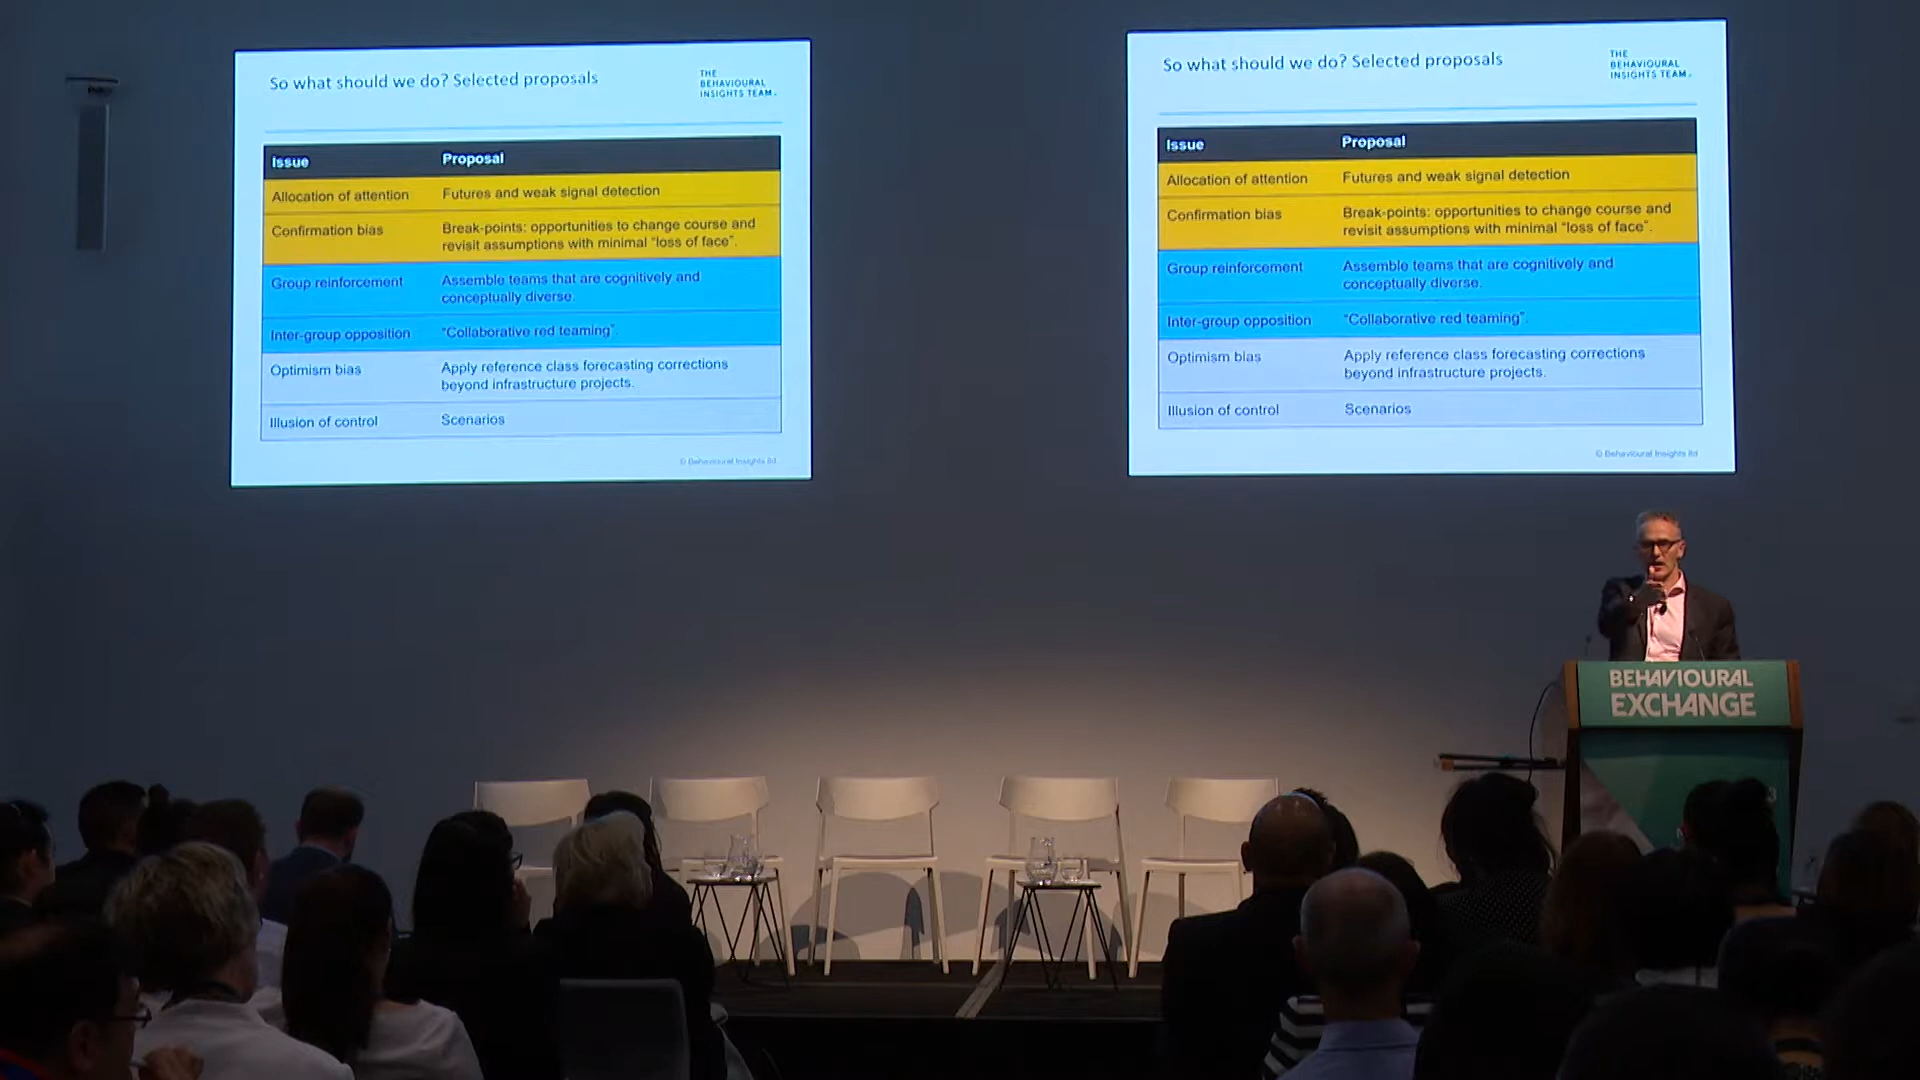 So what should we do? Selected proposals
THE
BEHAVIOURAL
INSIGHTS TEAM.
Issue Proposal
Allocation of attention Futures and weak signal detection
Confirmation bias Break-points: opportunities to change course and
revisit assumptions with minimal "loss of face".
Group reinforcement Assemble teams that are cognitively and
conceptually diverse.
Inter-group opposition "Collaborative red teaming".
Optimism bias Apply reference class forecasting corrections
beyond infrastructure projects.
Illusion of control Scenarios
© Behavioural Insights ltd
So what should we do? Selected proposals
THE
BEHAVIOURAL
INSIGHTS TEAM.
Issue Proposal
Allocation of attention Futures and weak signal detection
Confirmation bias Break-points: opportunities to change course and
revisit assumptions with minimal "loss of face".
Group reinforcement Assemble teams that are cognitively and
conceptually diverse.
Inter-group opposition "Collaborative red teaming".
Optimism bias Apply reference class forecasting corrections
beyond infrastructure projects.
Illusion of control Scenarios
© Behavioural Insights ltd
BEHAVIOURAL
EXCHANGE